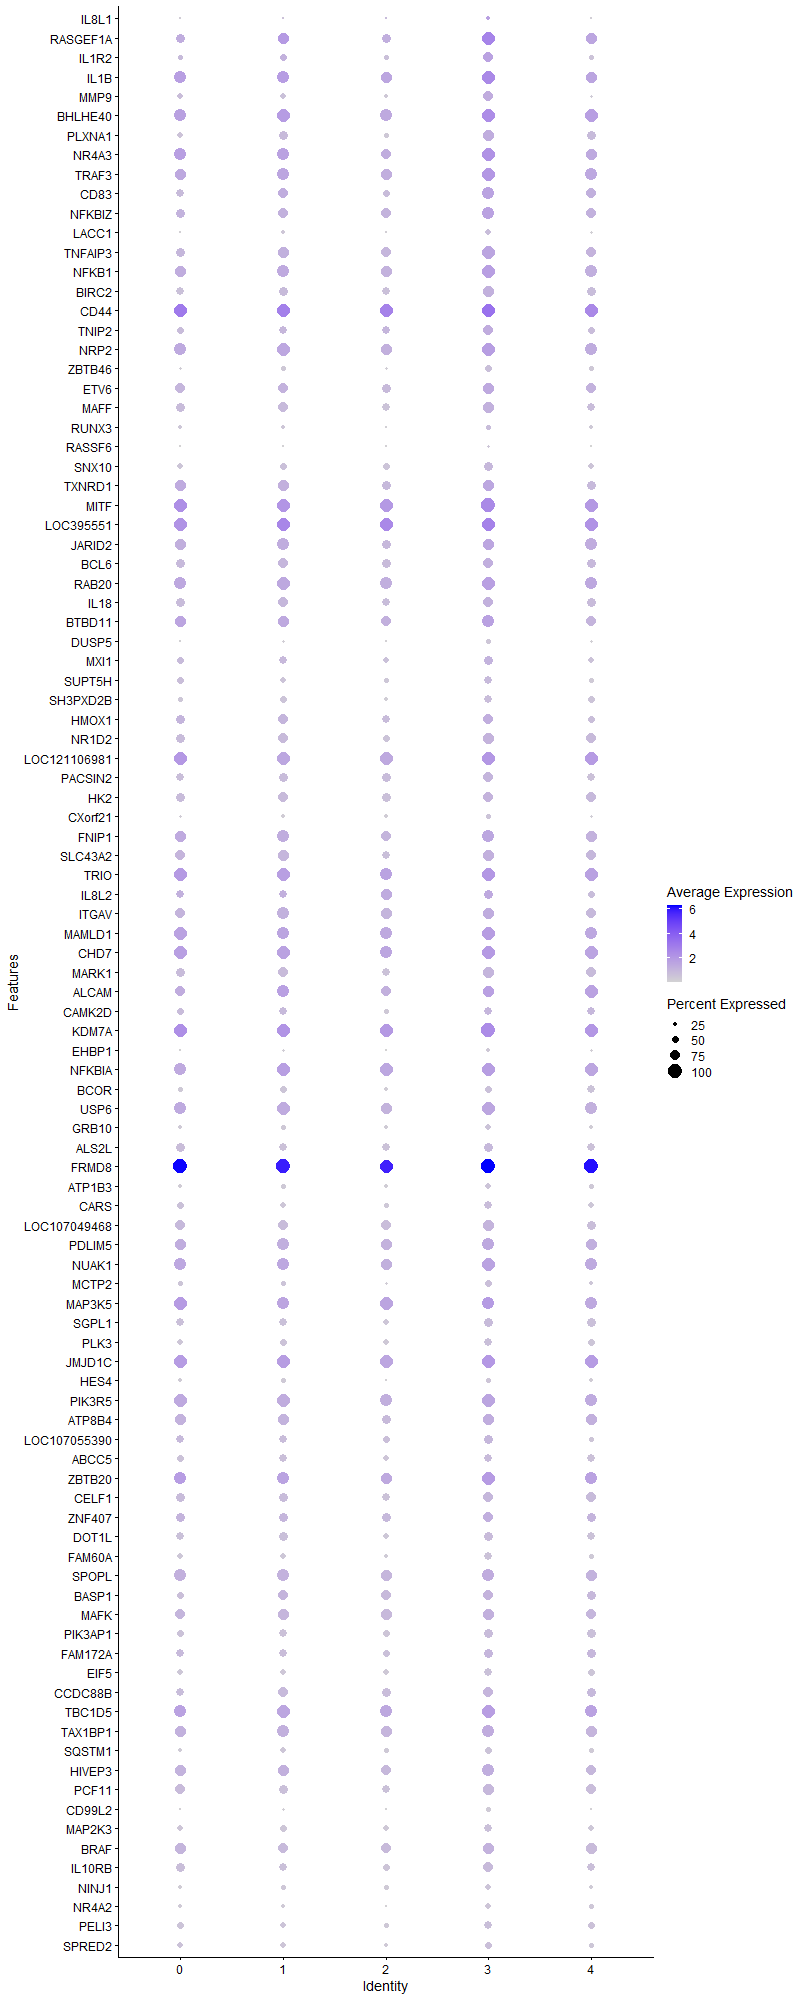 IL8L1
RASGEF1A
IL1R2
IL1B
MMP9
BHLHE40
PLXNA1
NR4A3
TRAF3
CD83
NFKBIZ
LACC1
TNFAIP3
NFKB1
BIRC2
CD44
TNIP2
NRP2
ZBTB46
ETV6
MAFF
RUNX3
RASSF6
SNX10
TXNRD1
MITF
LOC395551
JARID2
BCL6
RAB20
IL18
BTBD11
DUSP5
MXI1
SUPT5H
SH3PXD2B
HMOX1
NR1D2
LOC121106981
PACSIN2
HK2
CXorf21
FNIP1
SLC43A2
TRIO
IL8L2
ITGAV
MAMLD1
CHD7
MARK1
ALCAM
CAMK2D
KDM7A
EHBP1
NFKBIA
BCOR
USP6
GRB10
ALS2L
FRMD8
ATP1B3
CARS
LOC107049468
PDLIM5
NUAK1
MCTP2
MAP3K5
SGPL1
PLK3
JMJD1C
HES4
PIK3R5
ATP8B4
LOC107055390
ABCC5
ZBTB20
CELF1
ZNF407
DOT1L
FAM60A
SPOPL
BASP1
MAFK
PIK3AP1
FAM172A
EIF5
CCDC88B
TBC1D5
TAX1BP1
SQSTM1
HIVEP3
PCF11
CD99L2
MAP2K3
BRAF
IL10RB
NINJ1
NR4A2
PELI3
SPRED2
Features
0 1 2 3 4
Identity
Average Expression
6
4
2
Percent Expressed
25
50
75
100